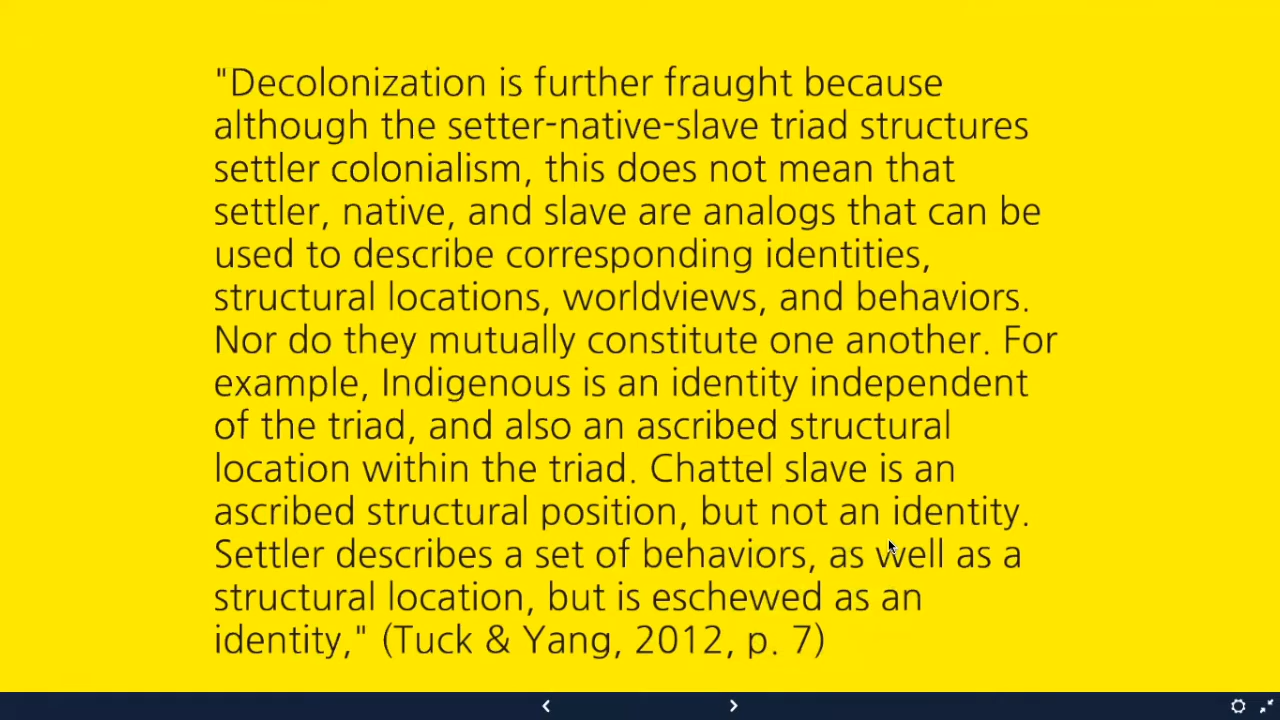 "Decolonization is further fraught because
although the setter-native-slave triad structures
settler colonialism, this does not mean that
settler, native, and slave are analogs that can be
used to describe corresponding identities,
structural locations, worldviews, and behaviors.
Nor do they mutually constitute one another. For
example, Indigenous is an identity independent
of the triad, and also an ascribed structural
location within the triad. Chattel slave is an
ascribed structural position, but not an identity.
Settler describes a set of behaviors, as well as a
structural location, but is eschewed as an
identity," (Tuck & Yang, 2012, p. 7)